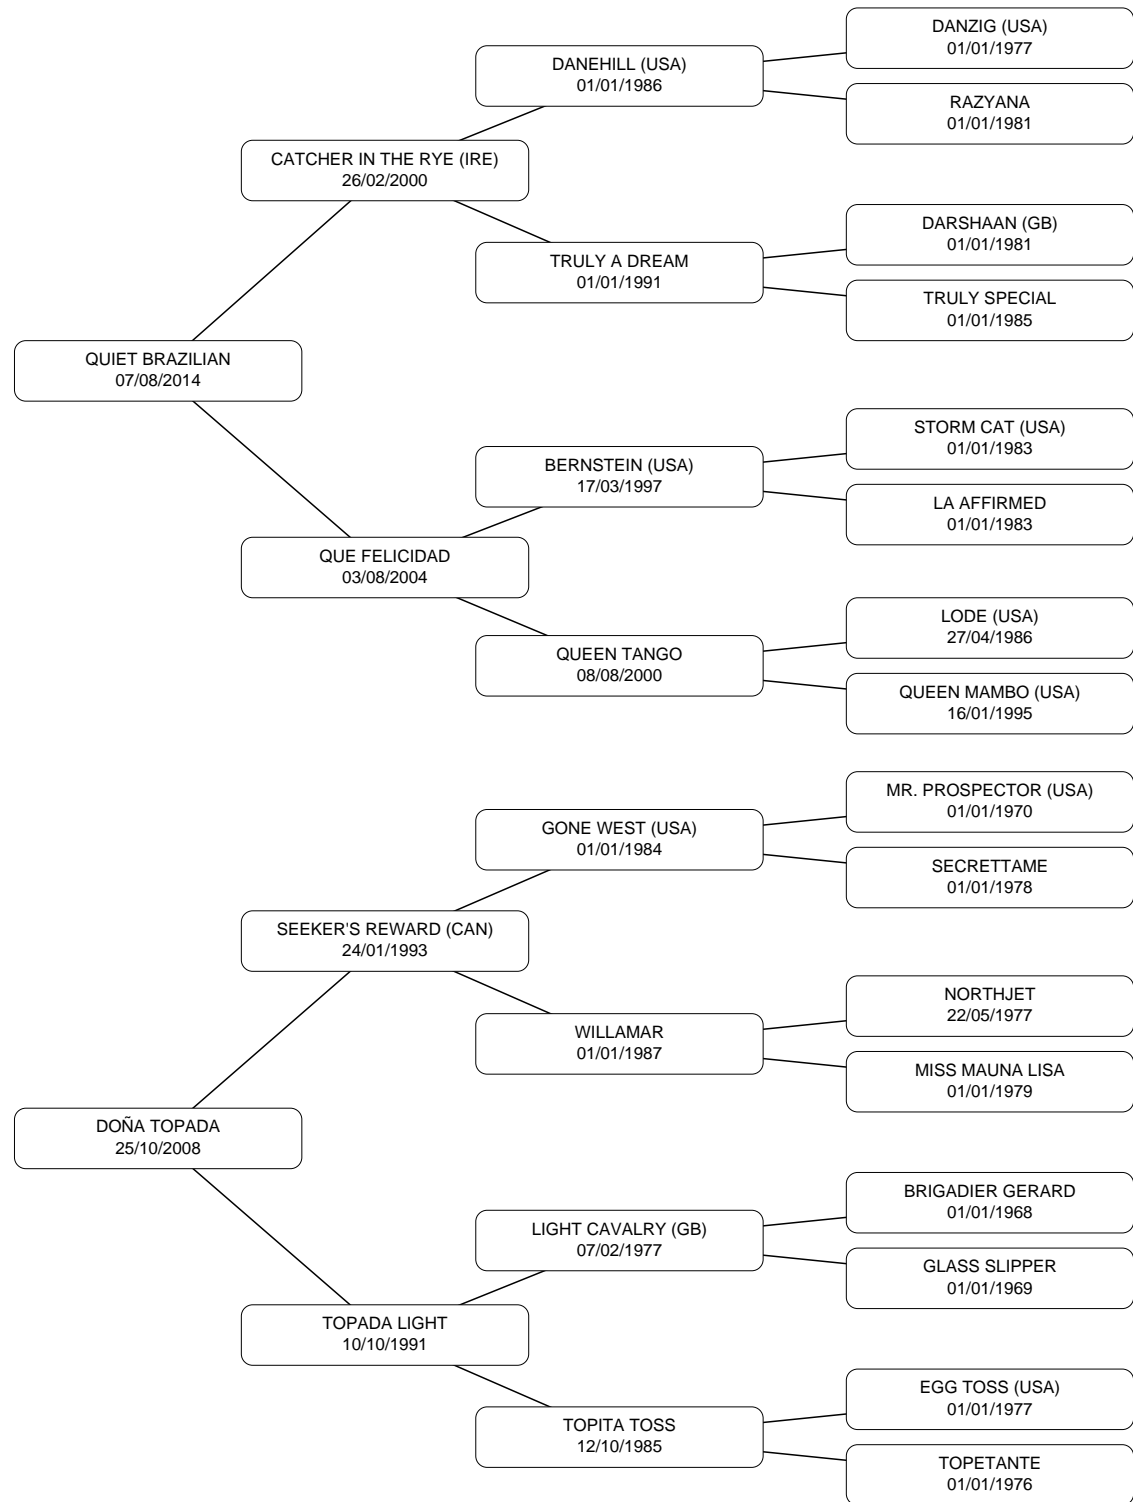 DANZIG (USA)
01/01/1977
DANEHILL (USA)
01/01/1986
RAZYANA
01/01/1981
CATCHER IN THE RYE (IRE)
26/02/2000
DARSHAAN (GB)
01/01/1981
TRULY A DREAM
01/01/1991
TRULY SPECIAL
01/01/1985
QUIET BRAZILIAN
07/08/2014
STORM CAT (USA)
01/01/1983
BERNSTEIN (USA)
17/03/1997
LA AFFIRMED
01/01/1983
QUE FELICIDAD
03/08/2004
LODE (USA)
27/04/1986
QUEEN TANGO
08/08/2000
QUEEN MAMBO (USA)
16/01/1995
MR. PROSPECTOR (USA)
01/01/1970
GONE WEST (USA)
01/01/1984
SECRETTAME
01/01/1978
SEEKER'S REWARD (CAN)
24/01/1993
NORTHJET
22/05/1977
WILLAMAR
01/01/1987
MISS MAUNA LISA
01/01/1979
DOÑA TOPADA
25/10/2008
BRIGADIER GERARD
01/01/1968
LIGHT CAVALRY (GB)
07/02/1977
GLASS SLIPPER
01/01/1969
TOPADA LIGHT
10/10/1991
EGG TOSS (USA)
01/01/1977
TOPITA TOSS
12/10/1985
TOPETANTE
01/01/1976